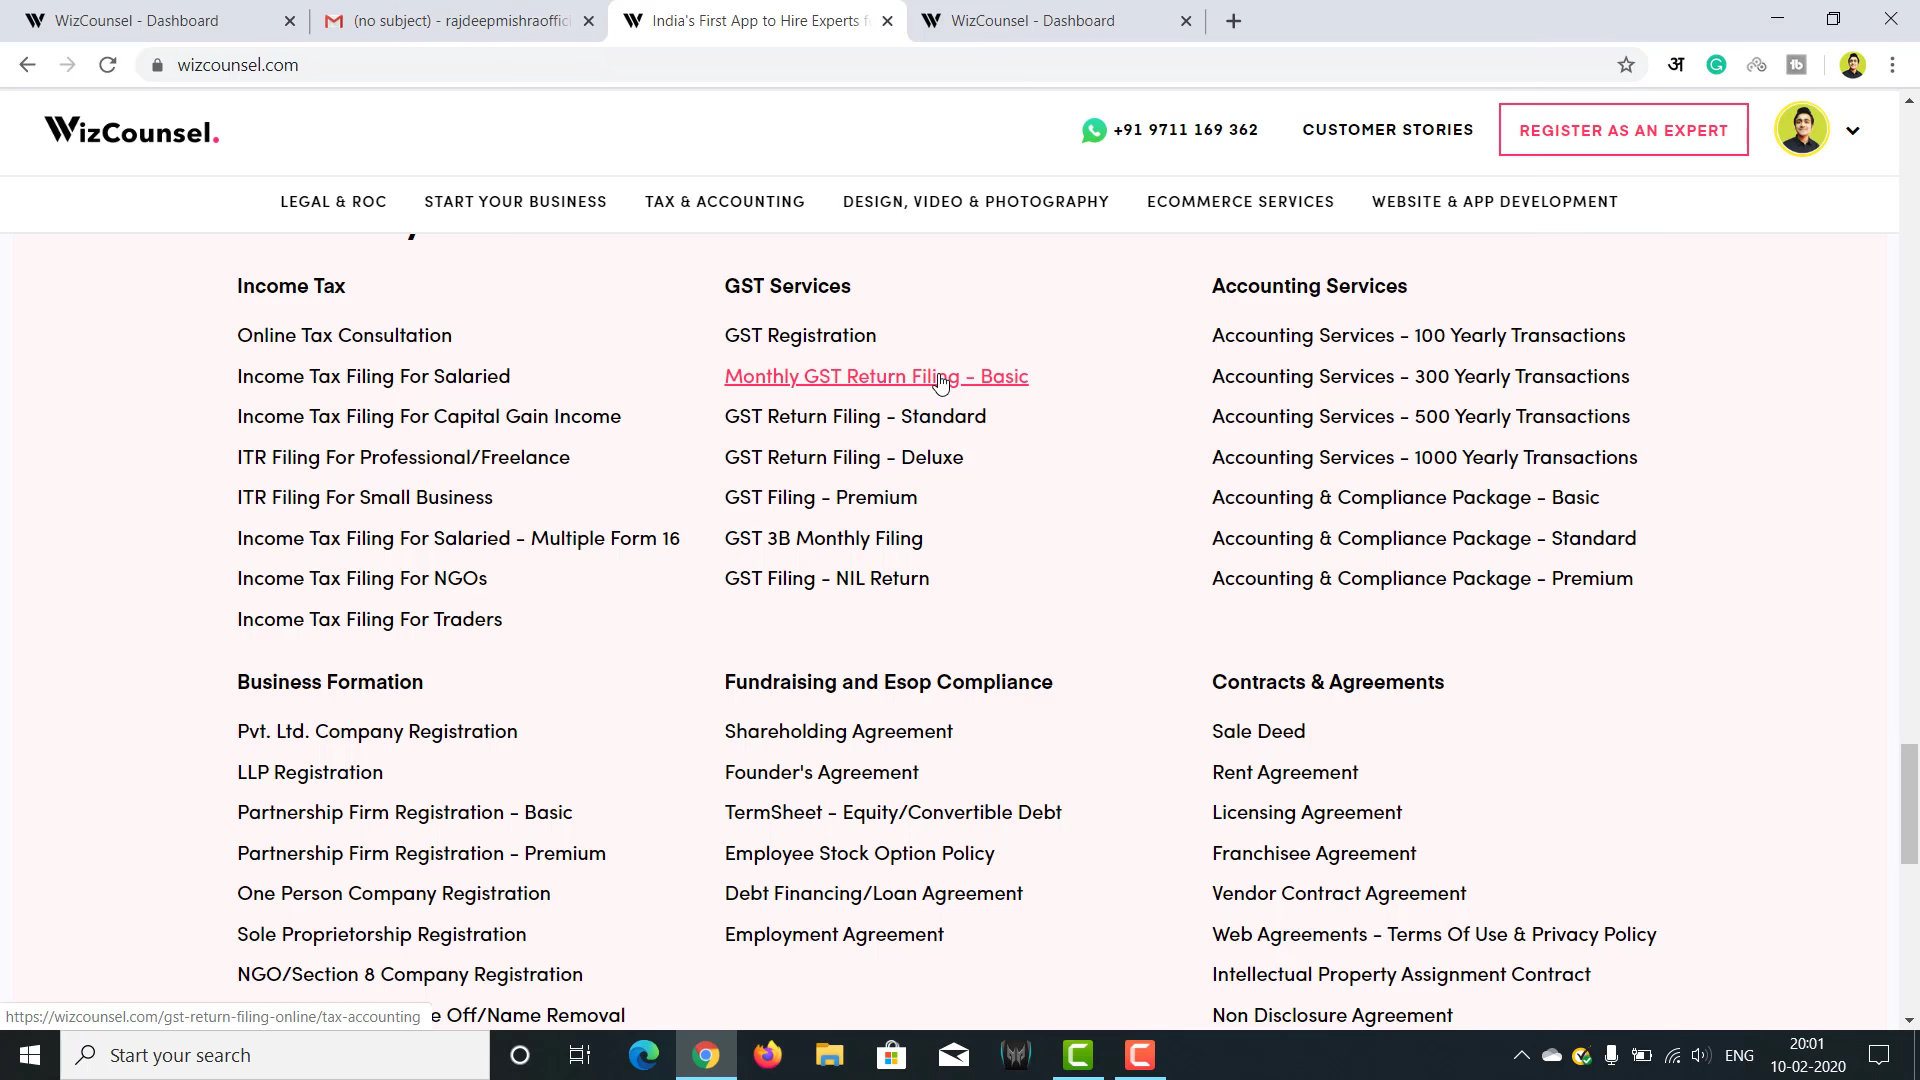 WizCounsel - Dashboard
(no subject) - rajdeepmishraoffici
India's First App to Hire Experts f
WizCounsel - Dashboard
wizcounsel.com
WizCounsel.
+91 9711 169 362
CUSTOMER STORIES
REGISTER AS AN EXPERT
LEGAL & ROC
START YOUR BUSINESS
TAX & ACCOUNTING
DESIGN, VIDEO & PHOTOGRAPHY
ECOMMERCE SERVICES
WEBSITE & APP DEVELOPMENT
Income Tax
Online Tax Consultation
Income Tax Filing For Salaried
Income Tax Filing For Capital Gain Income
ITR Filing For Professional/Freelance
ITR Filing For Small Business
Income Tax Filing For Salaried - Multiple Form 16
Income Tax Filing For NGOs
Income Tax Filing For Traders
GST Services
GST Registration
Monthly GST Return Filing - Basic
GST Return Filing - Standard
GST Return Filing - Deluxe
GST Filing - Premium
GST 3B Monthly Filing
GST Filing - NIL Return
Accounting Services
Accounting Services - 100 Yearly Transactions
Accounting Services - 300 Yearly Transactions
Accounting Services - 500 Yearly Transactions
Accounting Services - 1000 Yearly Transactions
Accounting & Compliance Package - Basic
Accounting & Compliance Package - Standard
Accounting & Compliance Package - Premium
Business Formation
Pvt. Ltd. Company Registration
LLP Registration
Partnership Firm Registration - Basic
Partnership Firm Registration - Premium
One Person Company Registration
Sole Proprietorship Registration
NGO/Section 8 Company Registration
e Off/Name Removal
Fundraising and Esop Compliance
Shareholding Agreement
Founder's Agreement
TermSheet - Equity/Convertible Debt
Employee Stock Option Policy
Debt Financing/Loan Agreement
Employment Agreement
Contracts & Agreements
Sale Deed
Rent Agreement
Licensing Agreement
Franchisee Agreement
Vendor Contract Agreement
Web Agreements - Terms Of Use & Privacy Policy
Intellectual Property Assignment Contract
Non Disclosure Agreement
https://wizcounsel.com/gst-return-filing-online/tax-accounting
Start your search
ENG
20:01
10-02-2020